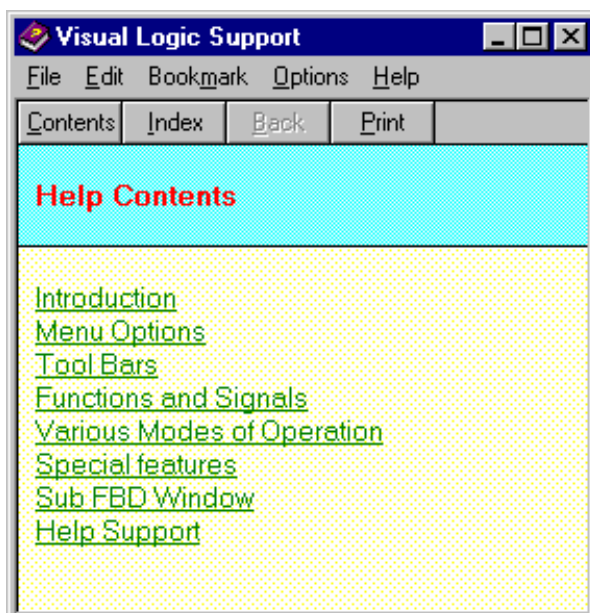 Visual Logic Support
File Edit Bookmark Options Help
Contents Index Back Print
Help Contents
Introduction
Menu Options
Tool Bars
Functions and Signals
Various Modes of Operation
Special features
Sub FBD Window
Help Support